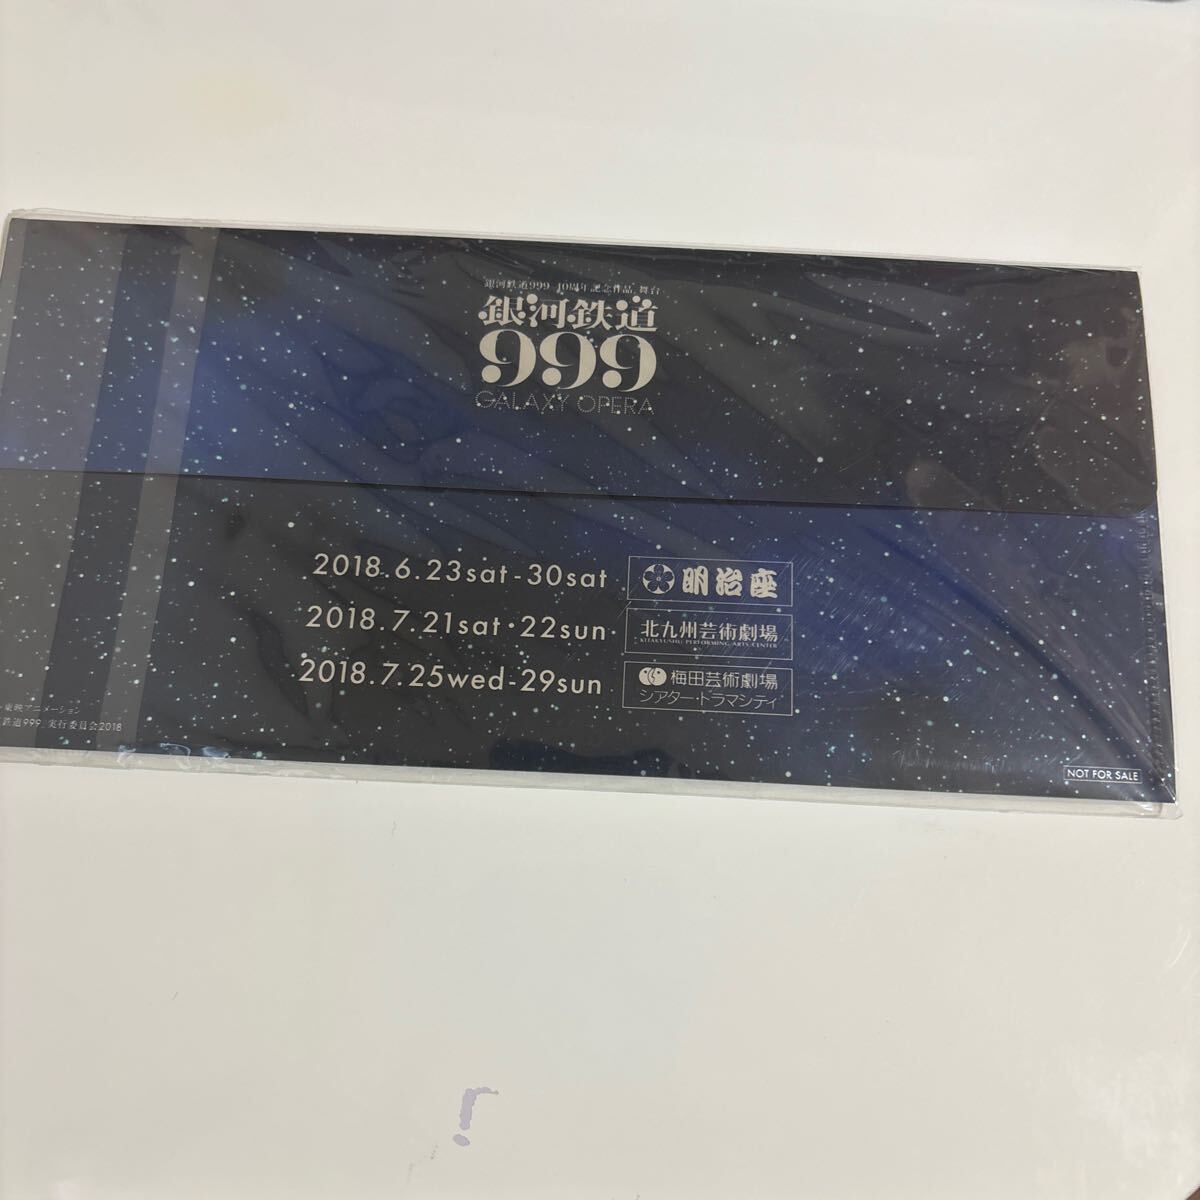 銀河鉄道999 40周年記念作品 舞台
銀河鉄道
999
GALAXY OPERA
2018.6.23sat-30sat 明治座
2018.7.21sat・22sun 北九州芸術劇場
KITAKYUSHU PERFORMING ARTS CENTER
2018.7.25wed-29sun 梅田芸術劇場
シアター・ドラマシティ
東映アニメーション
鉄道999 実行委員会2018
NOT FOR SALE